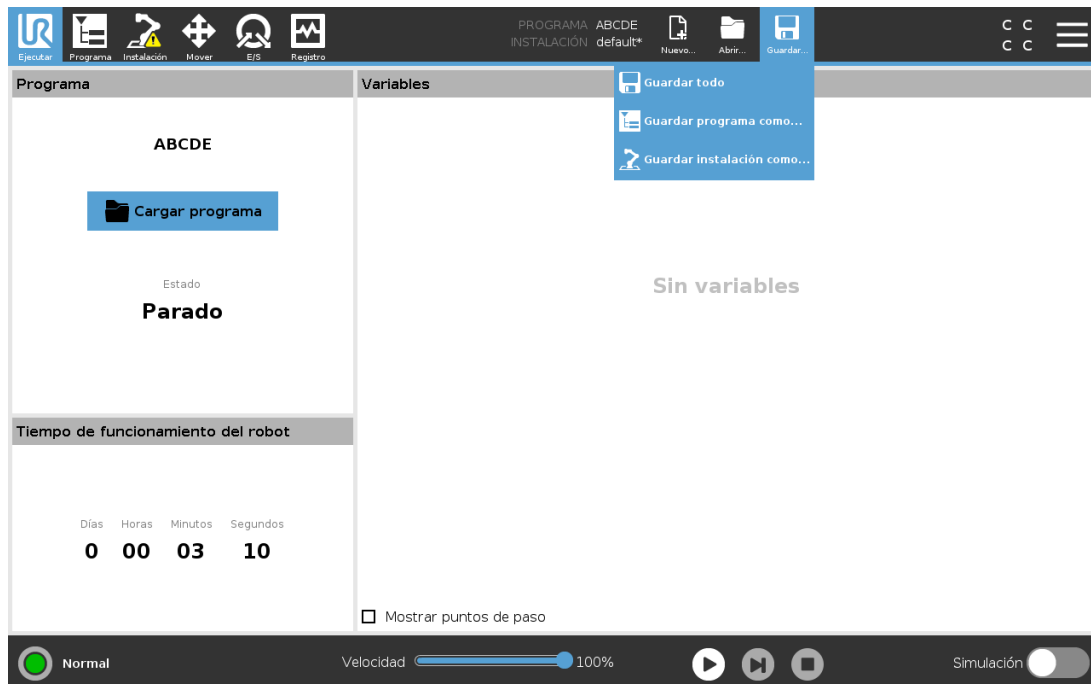 Ejecutar Programa Instalación Mover E/S Registro
PROGRAMA ABCDE
INSTALACIÓN default*
Nuevo... Abrir... Guardar...
C C
C C
Guardar todo
Guardar programa como...
Guardar instalación como...
Programa
ABCDE
Cargar programa
Estado
Parado
Tiempo de funcionamiento del robot
Días Horas Minutos Segundos
0 00 03 10
Variables
Sin variables
Mostrar puntos de paso
Normal
Velocidad 100%
Simulación